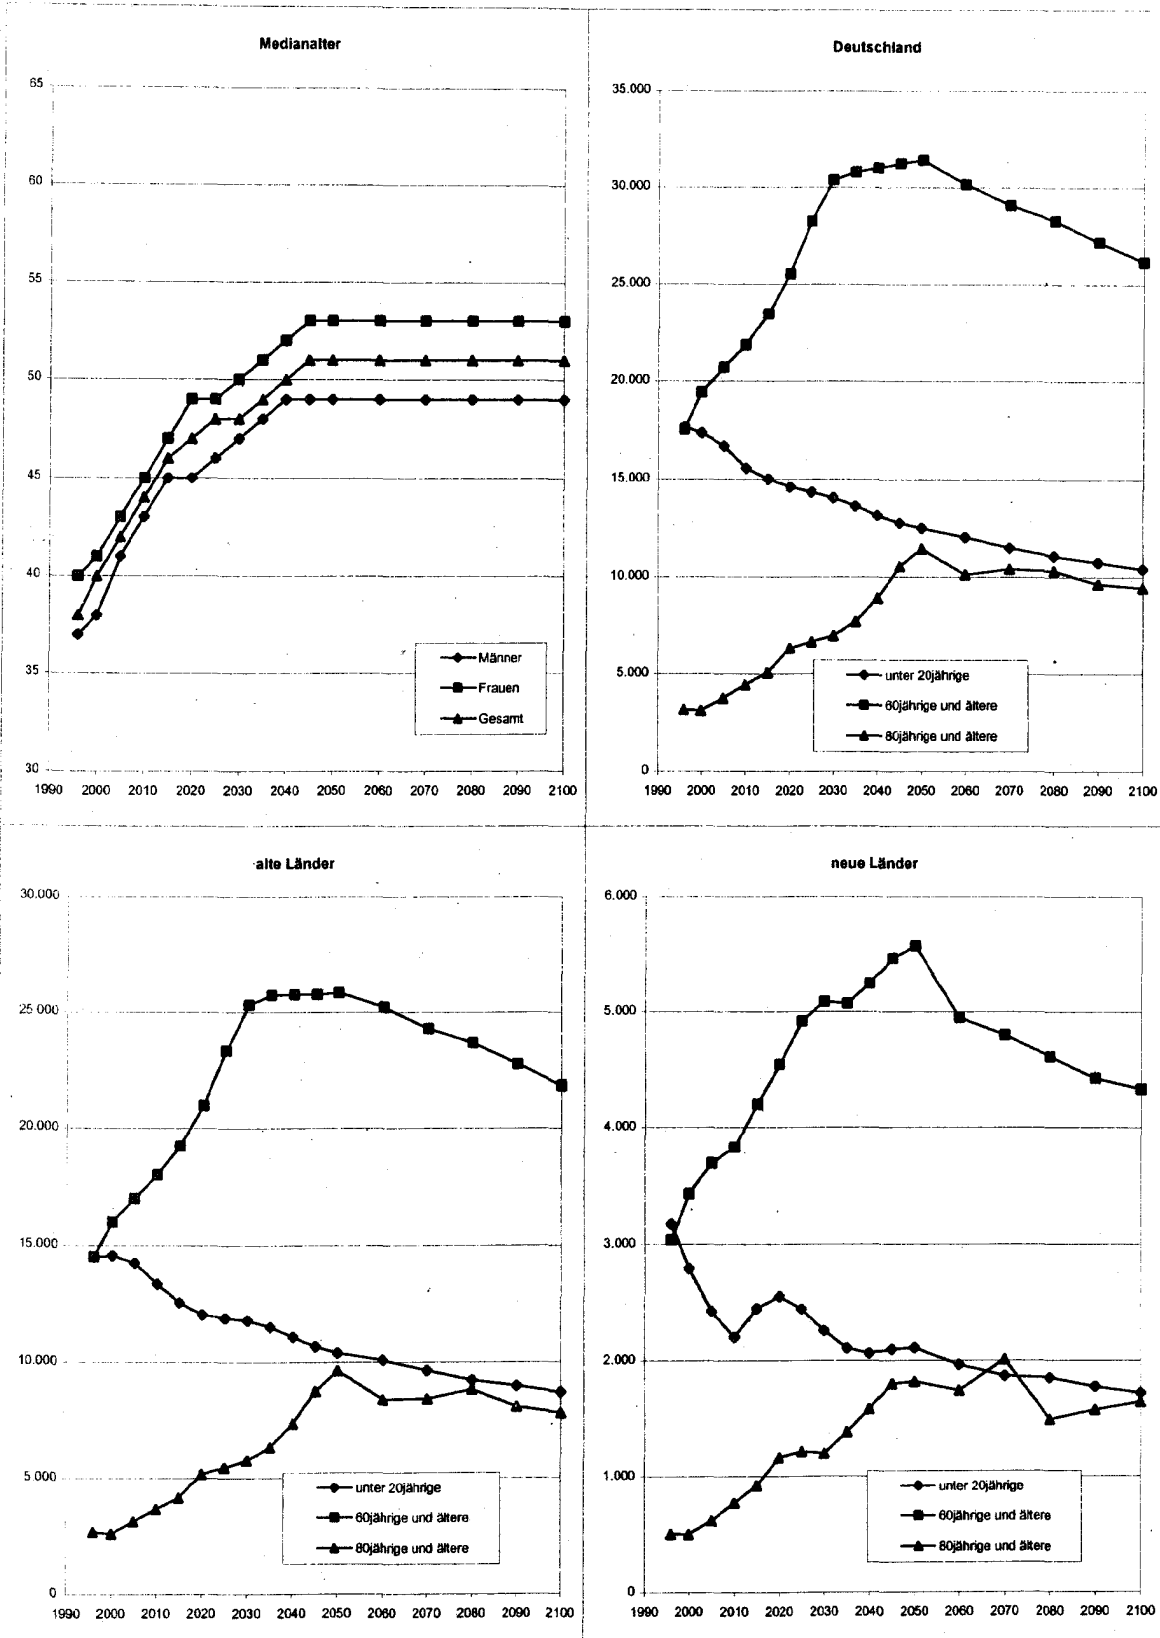 Medianalter
65
60
55
50
45
40
35
30
1990 2000 2010 2020 2030 2040 2050 2060 2070 2080 2090 2100
Männer
Frauen
Gesamt
Deutschland
35.000
30.000
25.000
20.000
15.000
10.000
5.000
0
1990 2000 2010 2020 2030 2040 2050 2060 2070 2080 2090 2100
unter 20jährige
60jährige und ältere
80jährige und ältere
alte Länder
30.000
25.000
20.000
15.000
10.000
5.000
0
1990 2000 2010 2020 2030 2040 2050 2060 2070 2080 2090 2100
unter 20jährige
60jährige und ältere
80jährige und ältere
neue Länder
6.000
5.000
4.000
3.000
2.000
1.000
0
1990 2000 2010 2020 2030 2040 2050 2060 2070 2080 2090 2100
unter 20jährige
60jährige und ältere
80jährige und ältere